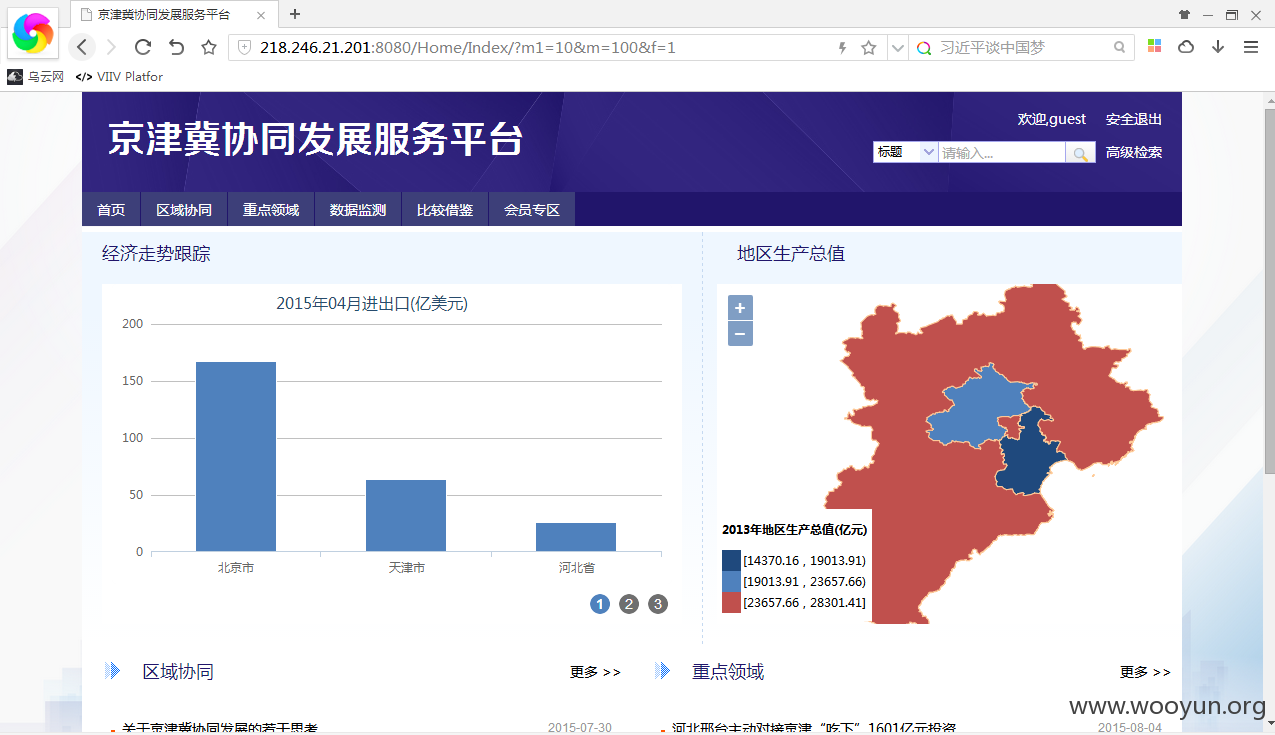 京津冀协同发展服务平台
218.246.21.201:8080/Home/Index/?m1=10&m=100&f=1
习近平谈中国梦
乌云网 </> VIIV Platfor
京津冀协同发展服务平台
欢迎,guest 安全退出
标题 请输入... 高级检索
首页 区域协同 重点领域 数据监测 比较借鉴 会员专区
经济走势跟踪
2015年04月进出口(亿美元)
200
150
100
50
0
北京市 天津市 河北省
1 2 3
地区生产总值
+
−
2013年地区生产总值(亿元)
[14370.16 , 19013.91)
[19013.91 , 23657.66)
[23657.66 , 28301.41]
区域协同 更多 >>
重点领域 更多 >>
关于京津冀协同发展的若干思考 2015-07-30
河北邢台主动对接京津“吃下”1601亿元投资 2015-08-04
www.wooyun.org